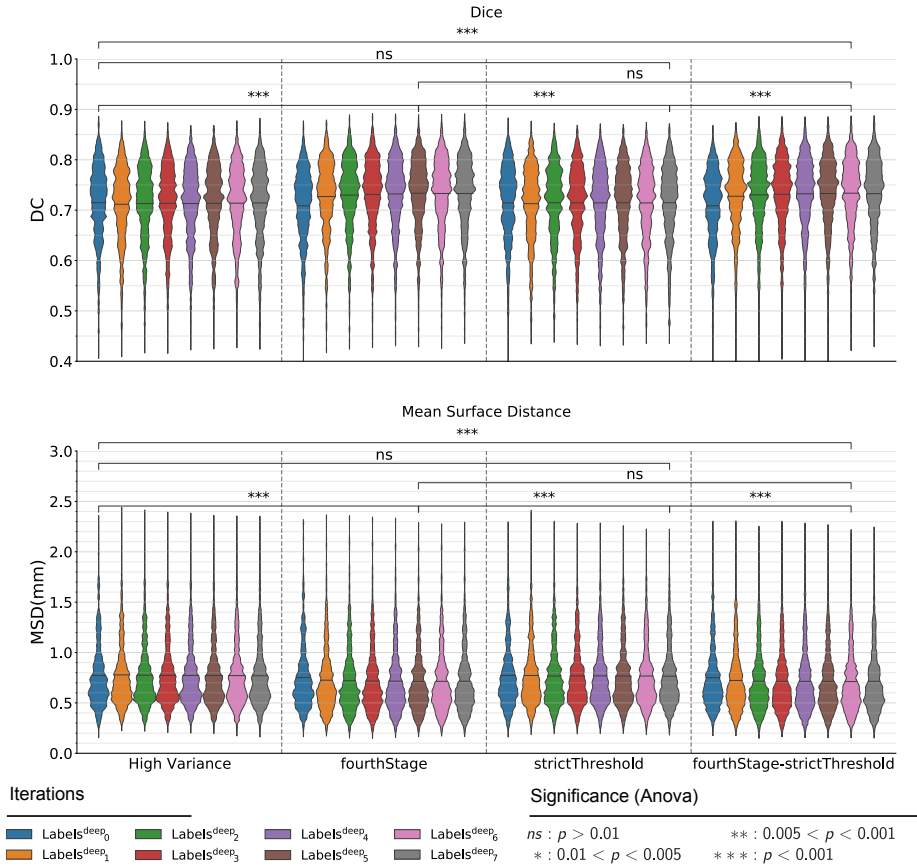 Dice
***
ns
ns
*** *** ***
1.0
0.9
0.8
0.7
0.6
0.5
0.4
DC
Mean Surface Distance
***
ns
ns
*** *** ***
3.0
2.5
2.0
1.5
1.0
0.5
0.0
MSD(mm)
High Variance fourthStage strictThreshold fourthStage-strictThreshold
Iterations
Labels^deep_0 Labels^deep_2 Labels^deep_4 Labels^deep_6
Labels^deep_1 Labels^deep_3 Labels^deep_5 Labels^deep_7
Significance (Anova)
ns : p > 0.01 ** : 0.005 < p < 0.001
* : 0.01 < p < 0.005 *** : p < 0.001